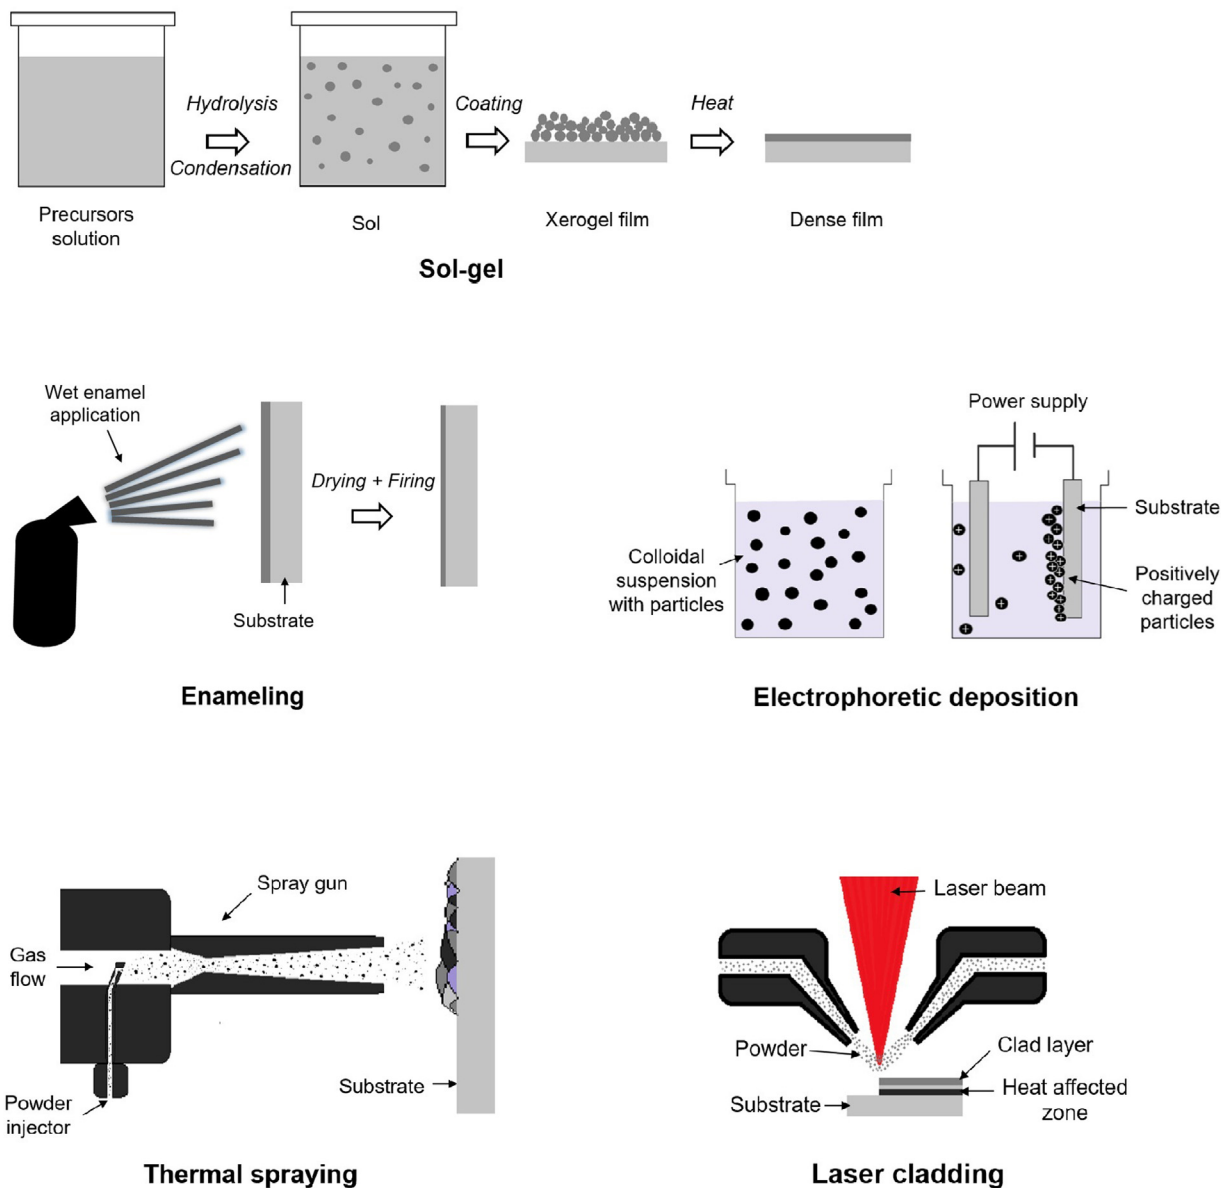 Hydrolysis
Condensation
Coating
Heat
Precursors
solution
Sol
Xerogel film
Dense film
Sol-gel
Wet enamel
application
Drying + Firing
Substrate
Enameling
Power supply
Colloidal
suspension
with particles
Substrate
Positively
charged
particles
Electrophoretic deposition
Spray gun
Gas
flow
Powder
injector
Substrate
Thermal spraying
Laser beam
Powder
Clad layer
Heat affected
zone
Substrate
Laser cladding